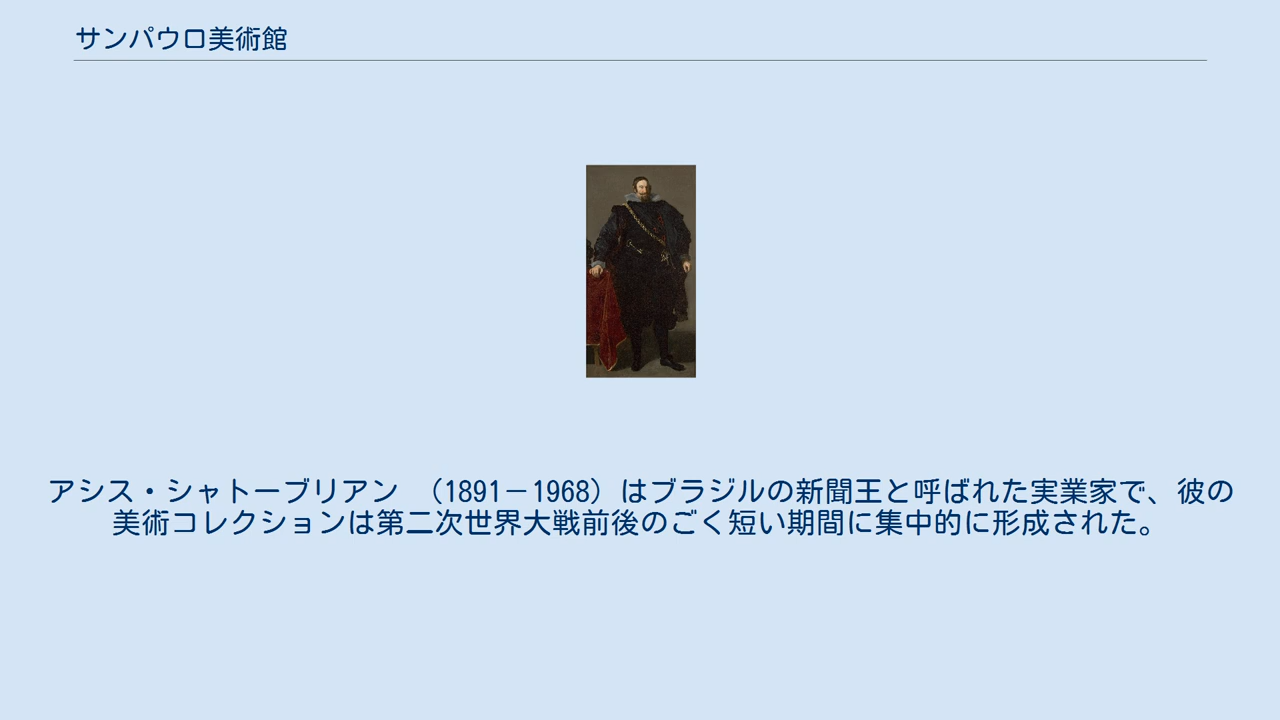 サンパウロ美術館
アシス・シャトーブリアン　（1891－1968）はブラジルの新聞王と呼ばれた実業家で、彼の
美術コレクションは第二次世界大戦前後のごく短い期間に集中的に形成された。